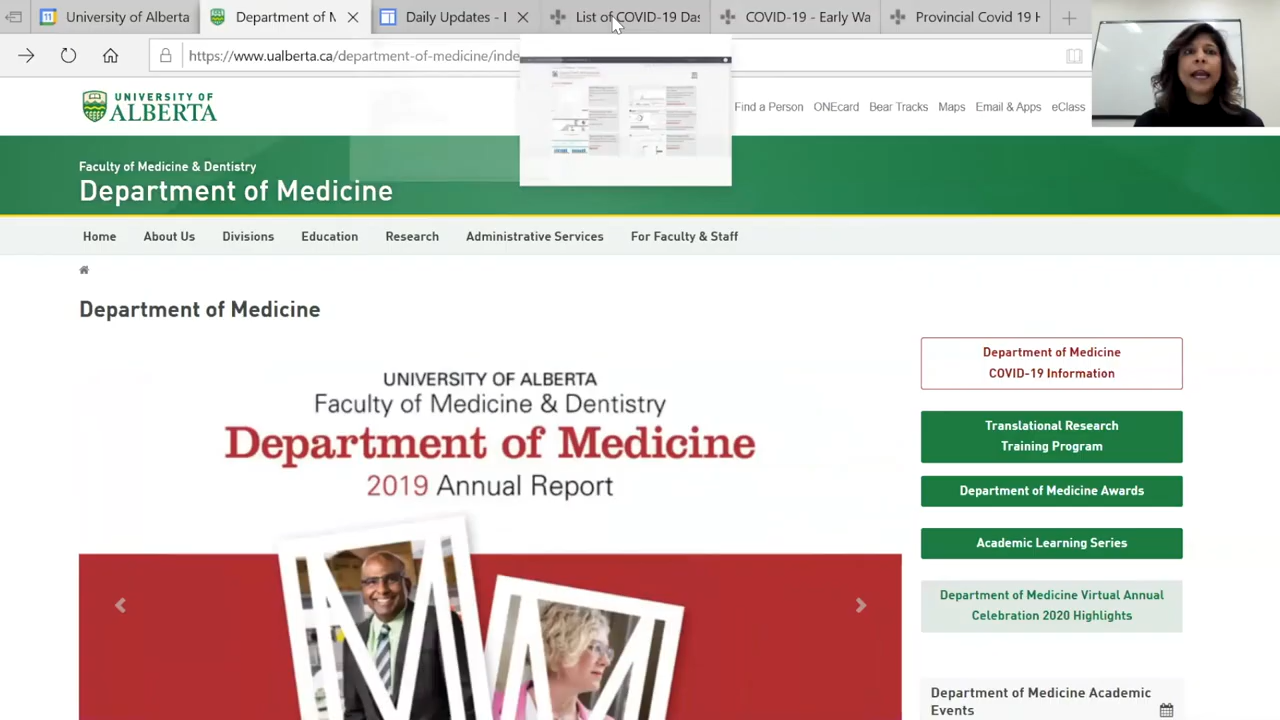 University of Alberta
Department of M
Daily Updates - I
List of COVID-19 Das
COVID-19 - Early Wa
Provincial Covid 19 H
https://www.ualberta.ca/department-of-medicine/inde
UNIVERSITY OF
ALBERTA
Find a Person
ONEcard
Bear Tracks
Maps
Email & Apps
eClass
Faculty of Medicine & Dentistry
Department of Medicine
Home
About Us
Divisions
Education
Research
Administrative Services
For Faculty & Staff
Department of Medicine
UNIVERSITY OF ALBERTA
Faculty of Medicine & Dentistry
Department of Medicine
2019 Annual Report
Department of Medicine
COVID-19 Information
Translational Research
Training Program
Department of Medicine Awards
Academic Learning Series
Department of Medicine Virtual Annual
Celebration 2020 Highlights
Department of Medicine Academic
Events